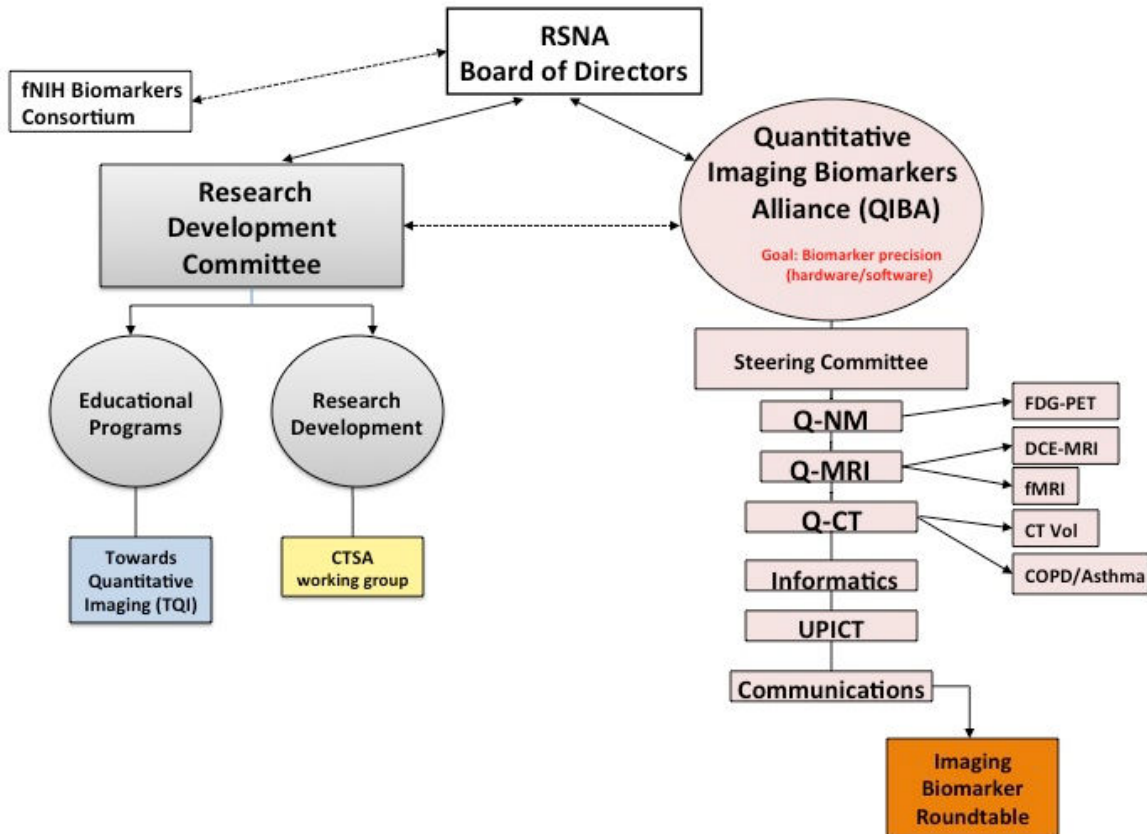 RSNA
Board of Directors
fNIH Biomarkers
Consortium
Quantitative
Imaging Biomarkers
Alliance (QIBA)
Goal: Biomarker precision
(hardware/software)
Research
Development
Committee
Steering Committee
Educational
Programs
Research
Development
Q-NM
FDG-PET
Q-MRI
DCE-MRI
fMRI
Q-CT
CT Vol
COPD/Asthma
Towards
Quantitative
Imaging (TQI)
CTSA
working group
Informatics
UPICT
Communications
Imaging
Biomarker
Roundtable